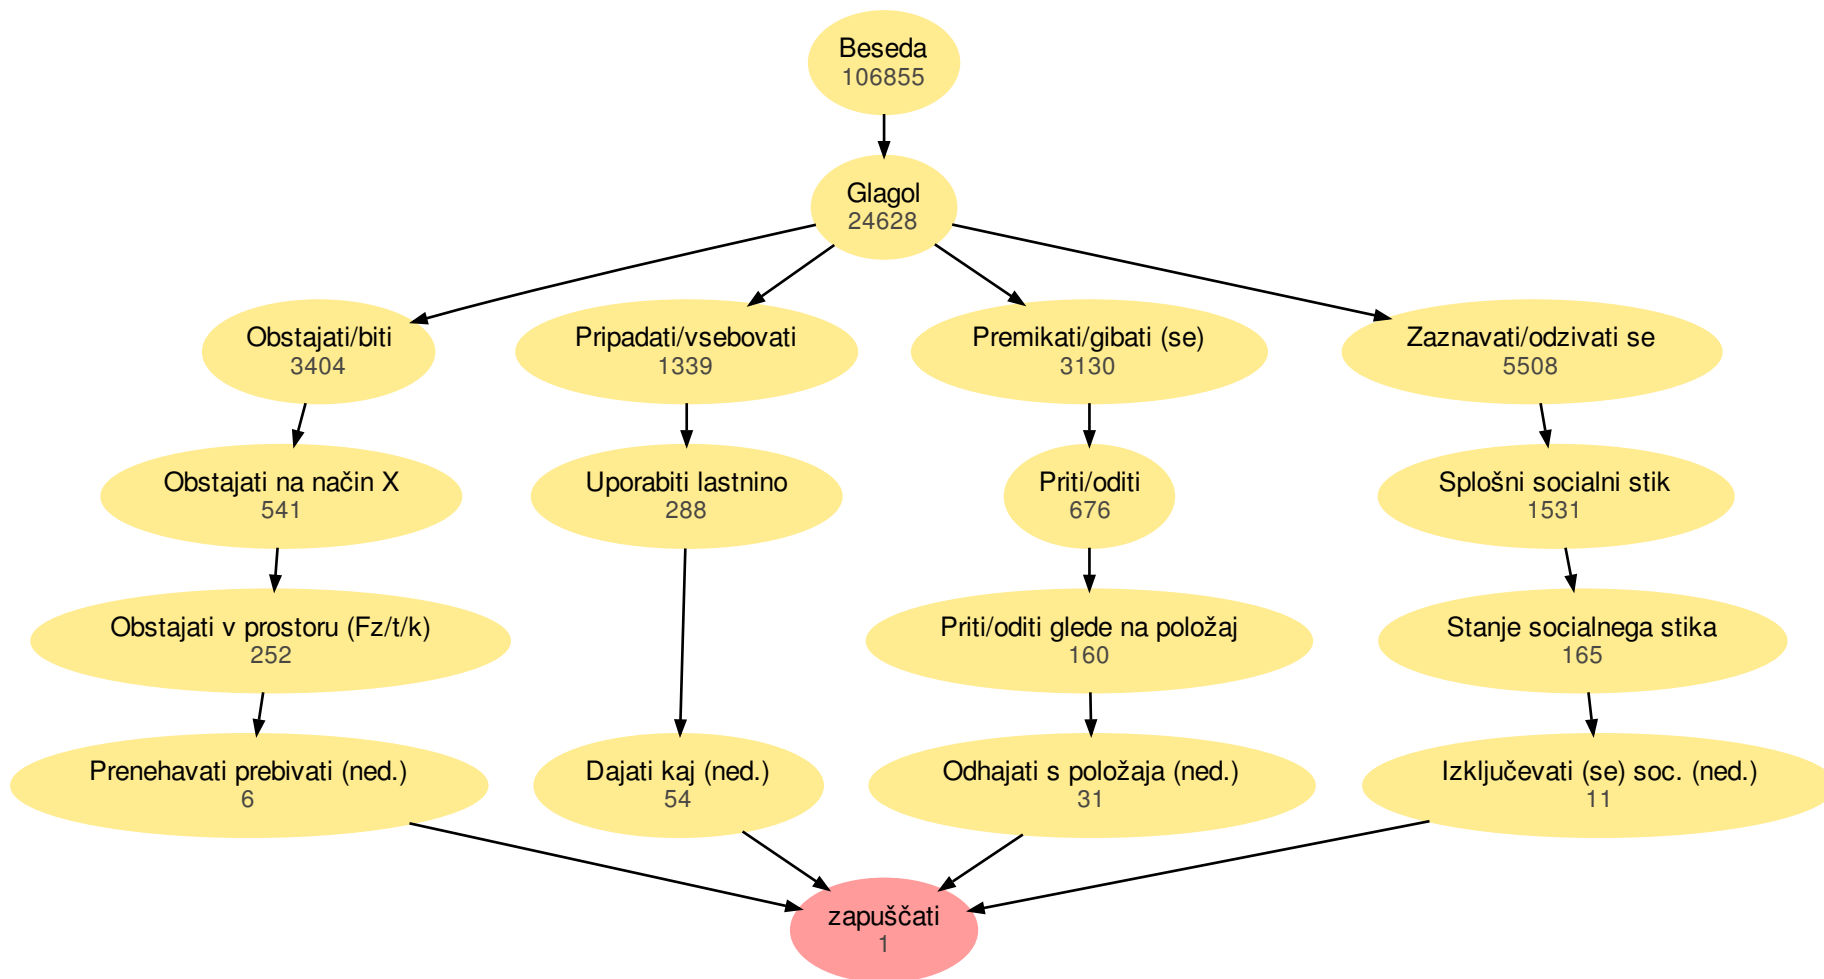 Beseda
106855
Glagol
24628
Obstajati/biti
3404
Pripadati/vsebovati
1339
Premikati/gibati (se)
3130
Zaznavati/odzivati se
5508
Obstajati na način X
541
Uporabiti lastnino
288
Priti/oditi
676
Splošni socialni stik
1531
Obstajati v prostoru (Fz/t/k)
252
Priti/oditi glede na položaj
160
Stanje socialnega stika
165
Prenehavati prebivati (ned.)
6
Dajati kaj (ned.)
54
Odhajati s položaja (ned.)
31
Izključevati (se) soc. (ned.)
11
zapuščati
1